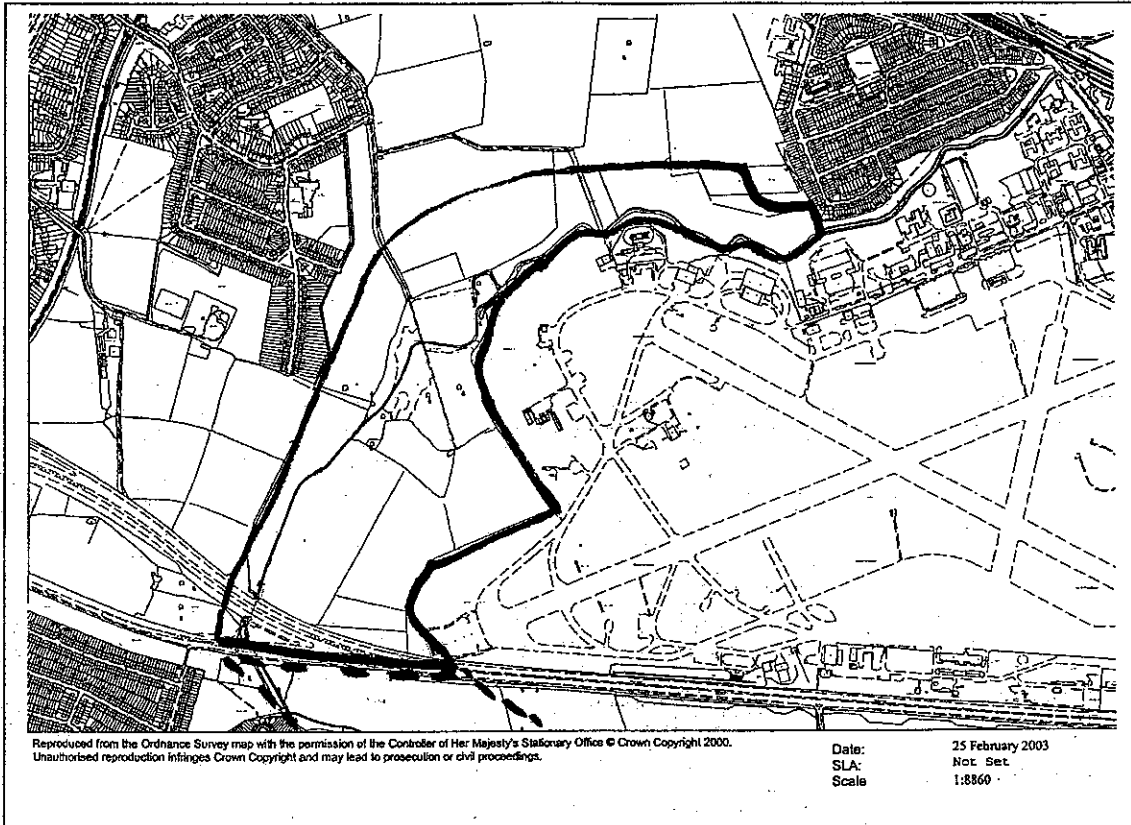 Reproduced from the Ordnance Survey map with the permission of the Controller of Her Majesty's Stationary Office © Crown Copyright 2000.
Unauthorised reproduction infringes Crown Copyright and may lead to prosecution or civil proceedings.
Date: 25 February 2003
SLA: Not Set
Scale 1:8860